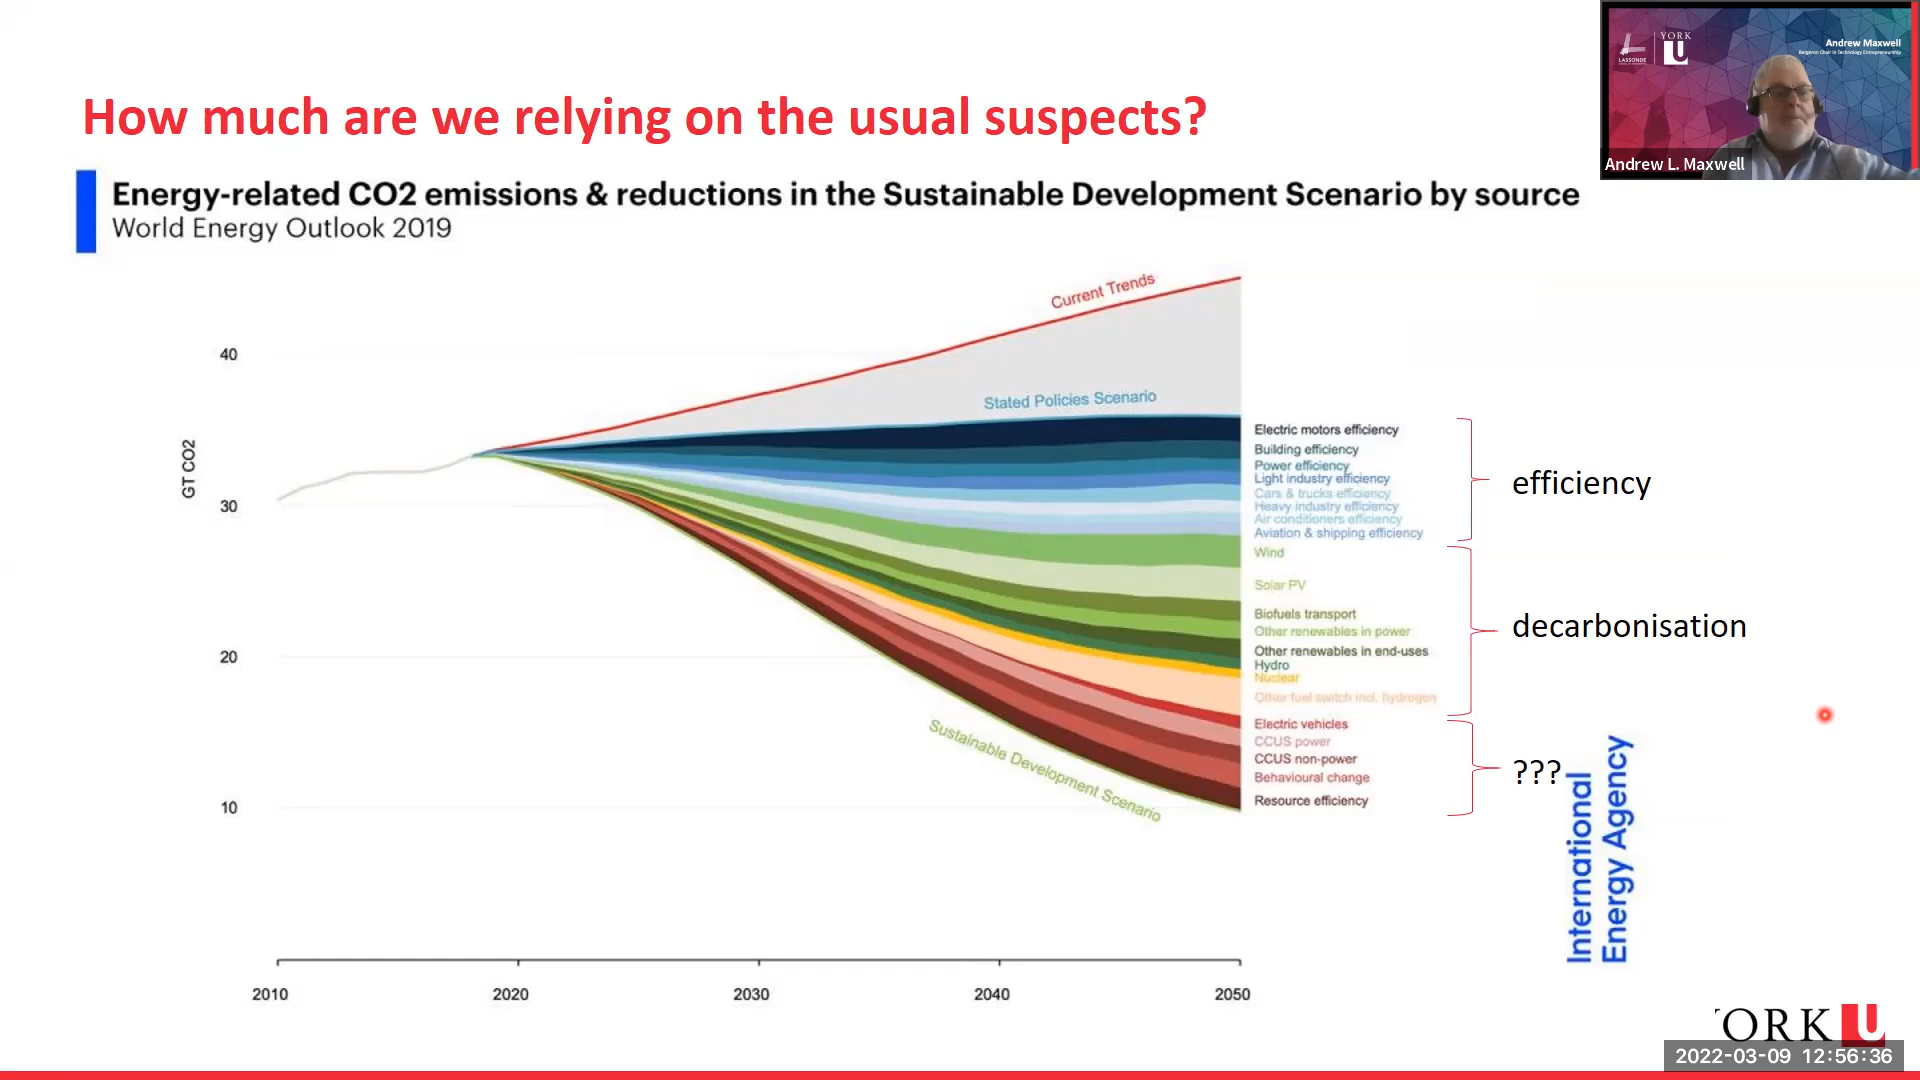 How much are we relying on the usual suspects?
Energy-related CO2 emissions & reductions in the Sustainable Development Scenario by source
World Energy Outlook 2019
YORK
U
LASSONDE
Andrew Maxwell
Bergeron Chair in Technology Entrepreneurship
Andrew L. Maxwell
GT CO2
40
30
20
10
Current Trends
Stated Policies Scenario
Sustainable Development Scenario
Electric motors efficiency
Building efficiency
Power efficiency
Light industry efficiency
Cars & trucks efficiency
Heavy industry efficiency
Air conditioners efficiency
Aviation & shipping efficiency
Wind
Solar PV
Biofuels transport
Other renewables in power
Other renewables in end-uses
Hydro
Nuclear
Other fuel switch incl. hydrogen
Electric vehicles
CCUS power
CCUS non-power
Behavioural change
Resource efficiency
efficiency
decarbonisation
???
International
Energy Agency
2010 2020 2030 2040 2050
YORK U
2022-03-09 12:56:36